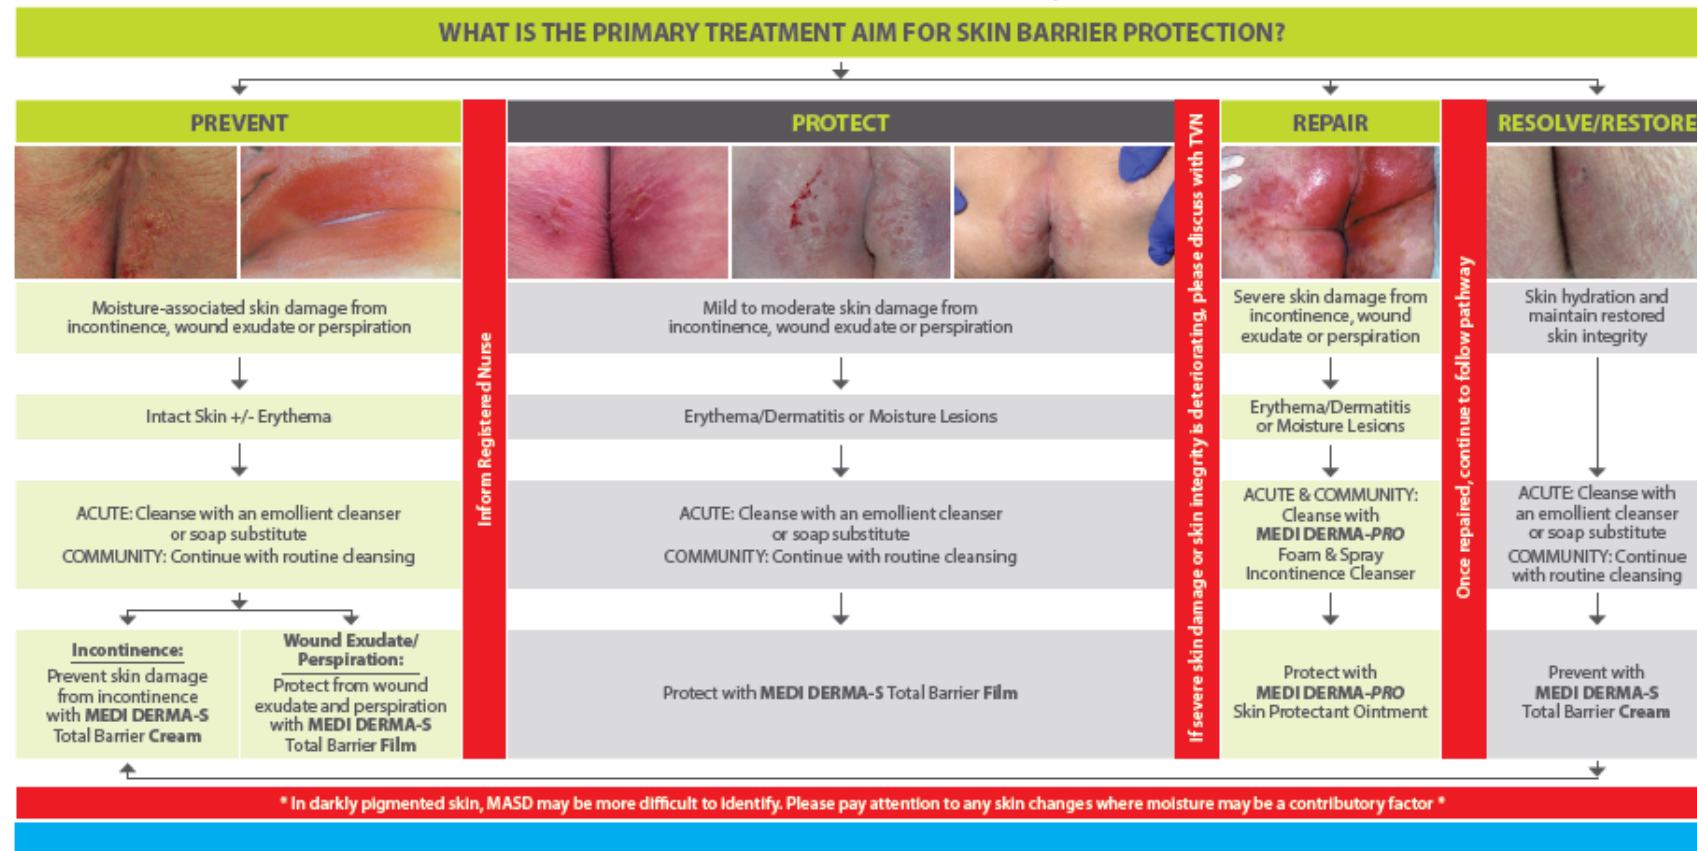 WHAT IS THE PRIMARY TREATMENT AIM FOR SKIN BARRIER PROTECTION?
PREVENT
Moisture-associated skin damage from
incontinence, wound exudate or perspiration
Intact Skin +/- Erythema
ACUTE: Cleanse with an emollient cleanser
or soap substitute
COMMUNITY: Continue with routine cleansing
Incontinence:
Prevent skin damage
from incontinence
with MEDI DERMA-S
Total Barrier Cream
Wound Exudate/
Perspiration:
Protect from wound
exudate and perspiration
with MEDI DERMA-S
Total Barrier Film
Inform Registered Nurse
PROTECT
Mild to moderate skin damage from
incontinence, wound exudate or perspiration
Erythema/Dermatitis or Moisture Lesions
ACUTE: Cleanse with an emollient cleanser
or soap substitute
COMMUNITY: Continue with routine cleansing
Protect with MEDI DERMA-S Total Barrier Film
If severe skin damage or skin integrity is deteriorating, please discuss with TVN
REPAIR
Severe skin damage from
incontinence, wound
exudate or perspiration
Erythema/Dermatitis
or Moisture Lesions
ACUTE & COMMUNITY:
Cleanse with
MEDI DERMA-PRO
Foam & Spray
Incontinence Cleanser
Protect with
MEDI DERMA-PRO
Skin Protectant Ointment
Once repaired, continue to follow pathway
RESOLVE/RESTORE
Skin hydration and
maintain restored
skin integrity
ACUTE: Cleanse with
an emollient cleanser
or soap substitute
COMMUNITY: Continue
with routine cleansing
Prevent with
MEDI DERMA-S
Total Barrier Cream
* In darkly pigmented skin, MASD may be more difficult to identify. Please pay attention to any skin changes where moisture may be a contributory factor *